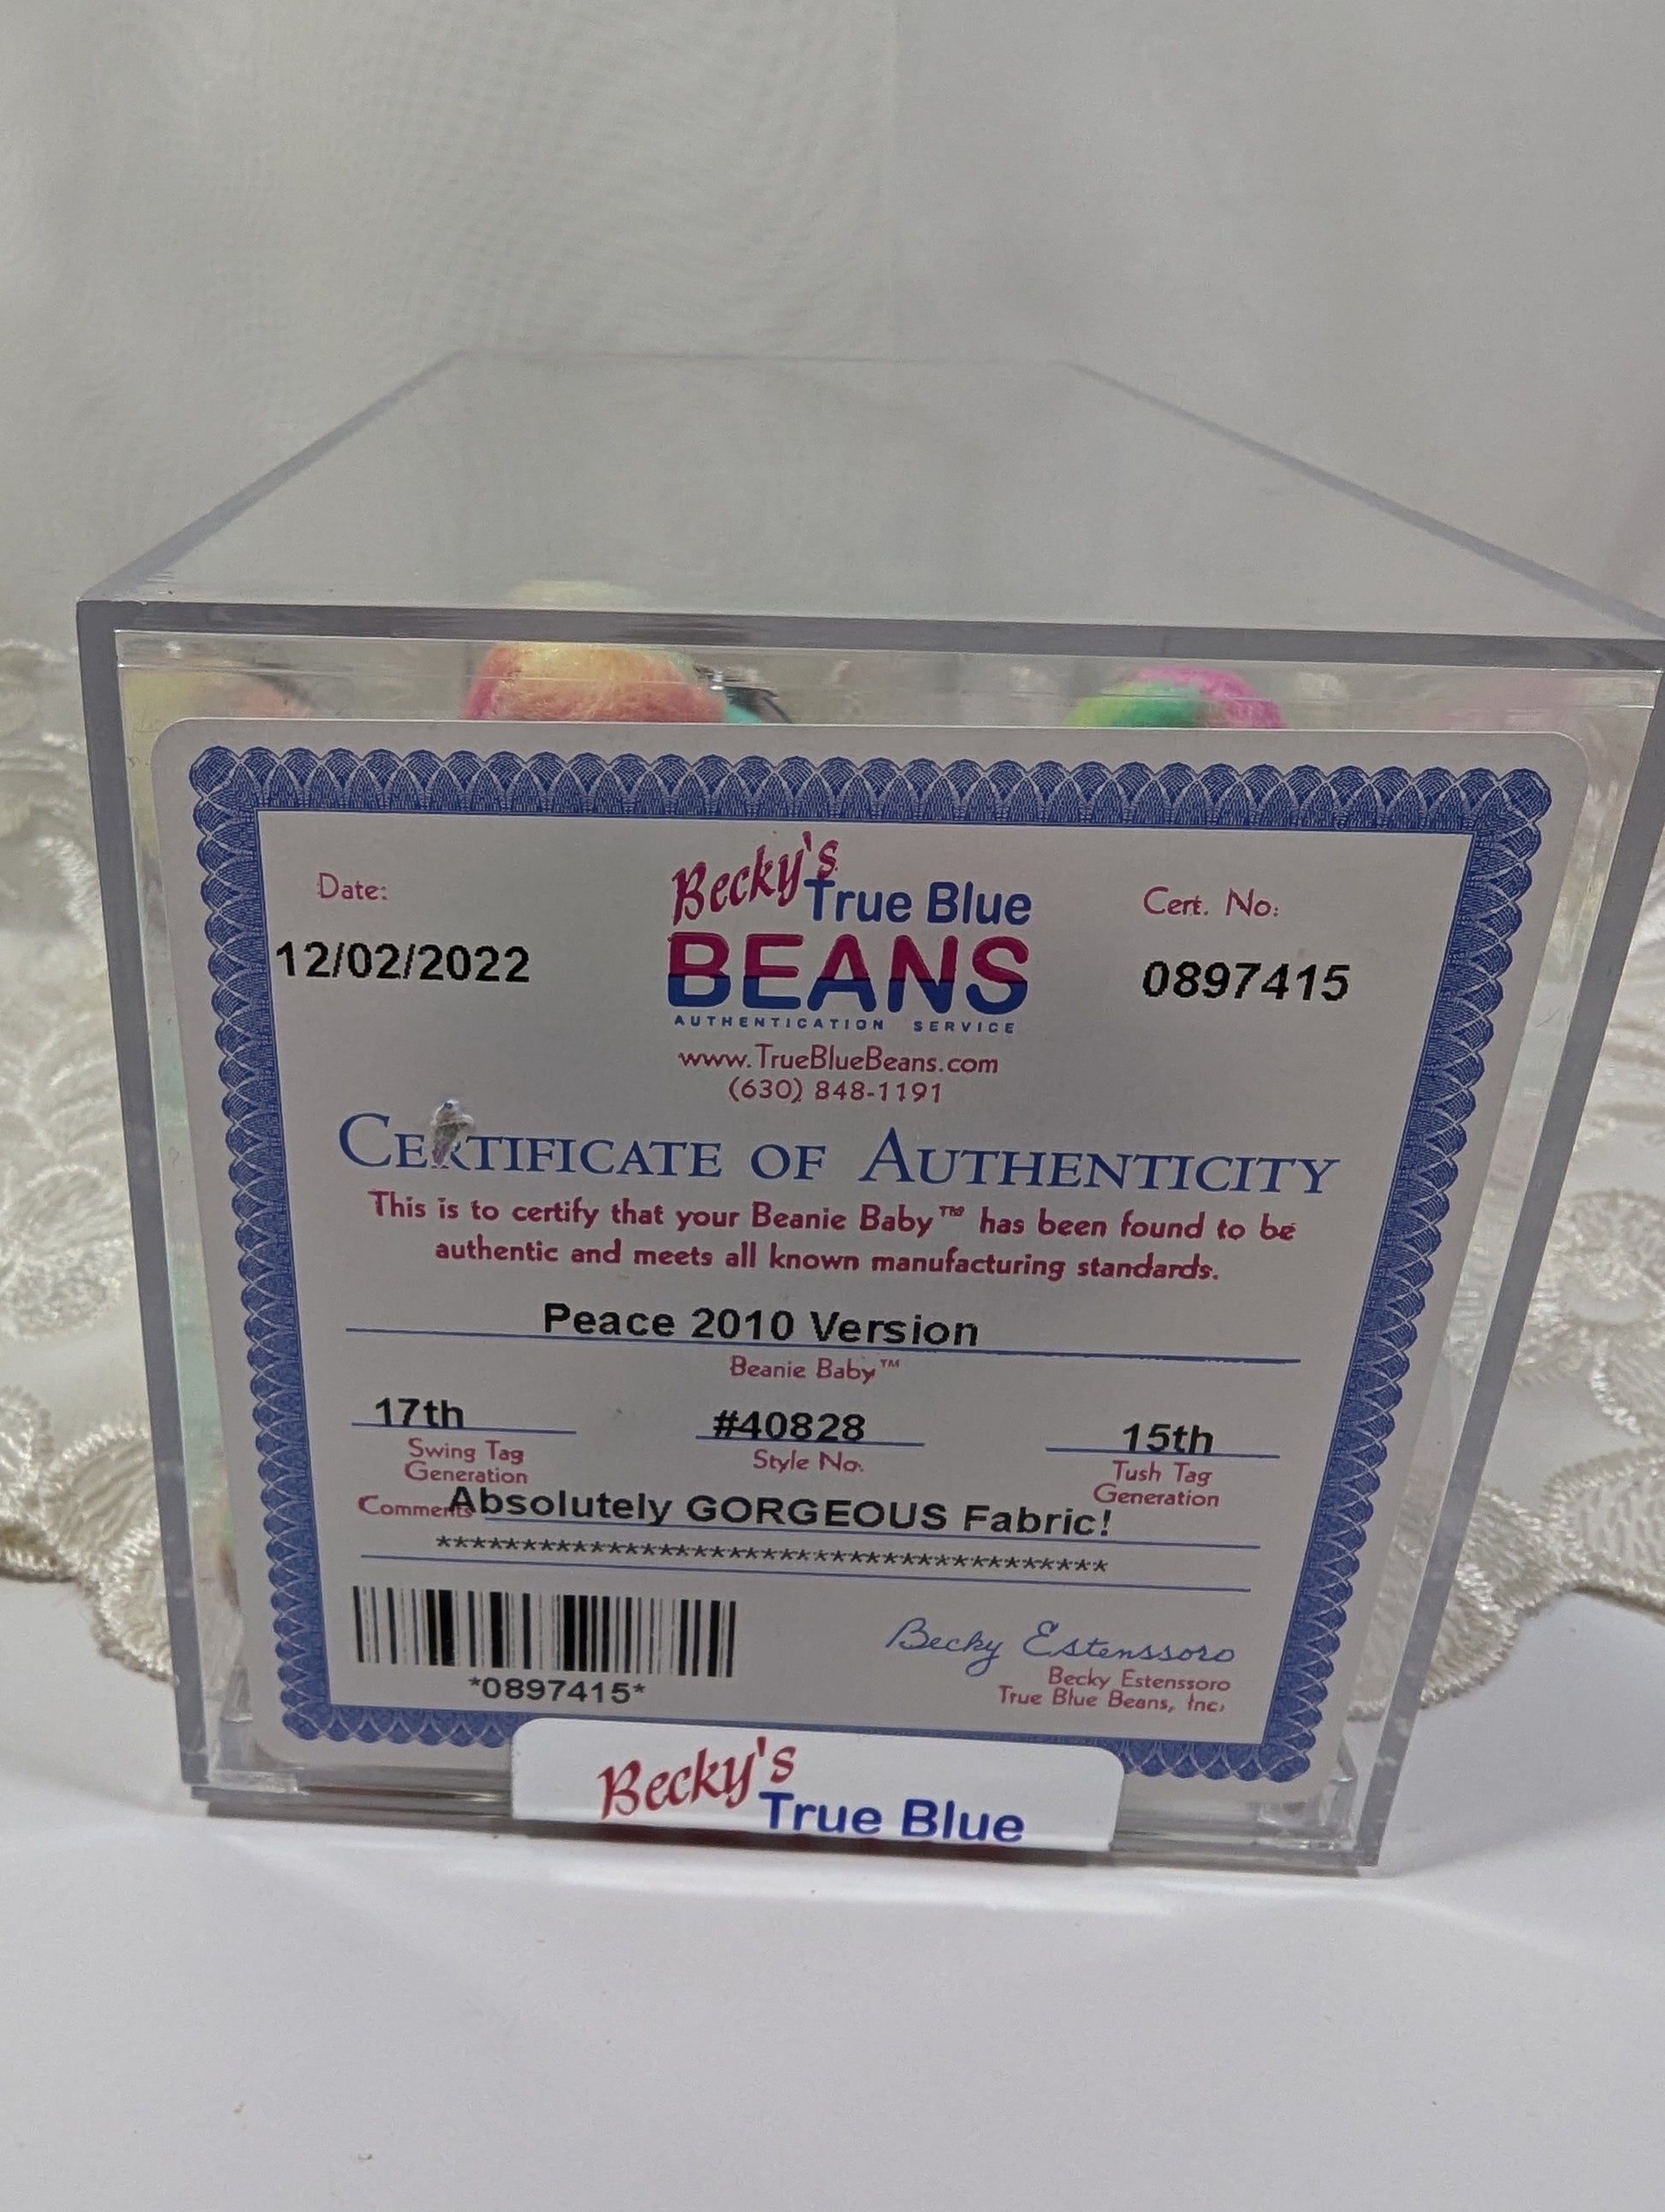 Date:
12/02/2022
Becky's
True Blue
BEANS
AUTHENTICATION SERVICE
www.TrueBlueBeans.com
(630) 848-1191
Cert. No:
0897415
CERTIFICATE OF AUTHENTICITY
This is to certify that your Beanie Baby™ has been found to be
authentic and meets all known manufacturing standards.
Peace 2010 Version
Beanie Baby™
17th
Swing Tag
Generation
#40828
Style No.
15th
Tush Tag
Generation
Comments Absolutely GORGEOUS Fabric!
***************************************
*0897415*
Becky Estenssoro
Becky Estenssoro
True Blue Beans, Inc.
Becky's
True Blue